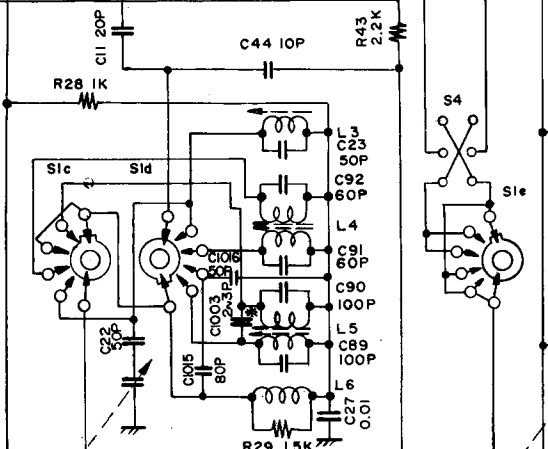 C11 20P
C44 10P
R43
2.2K
R28 1K
S4
L3
C23
50P
S1c
S1d
C92
60P
S1e
L4
C91
60P
C1016
50P
C90
100P
C1003
2~3P
*
L5
C89
100P
C22
50P
C1015
80P
L6
C27
0.01
R29 1.5K